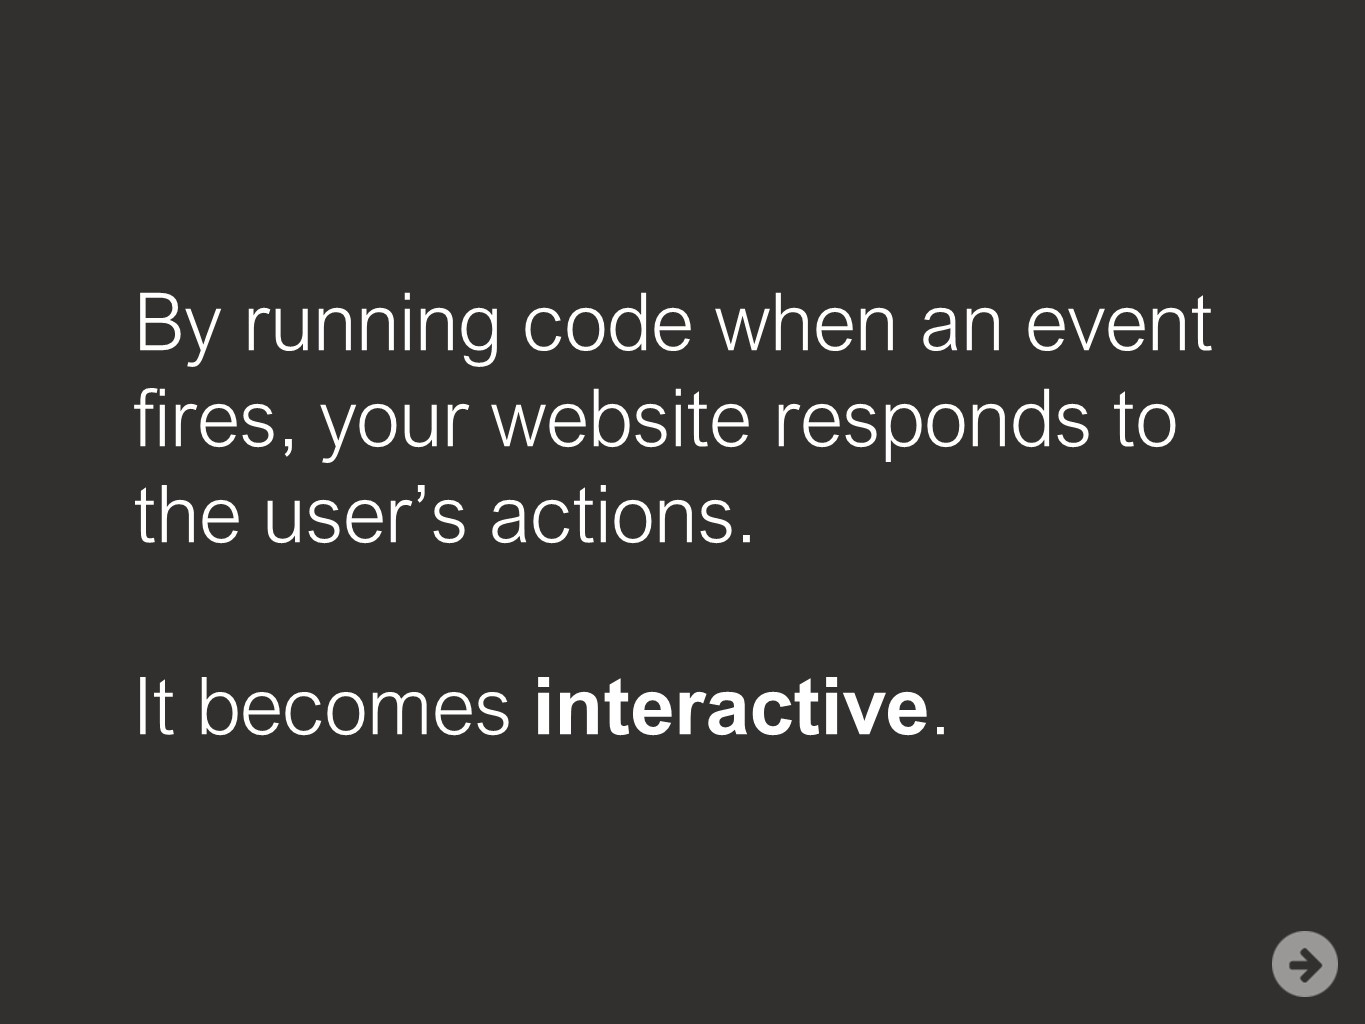 By running code when an event
fires, your website responds to
the user’s actions.
It becomes interactive.